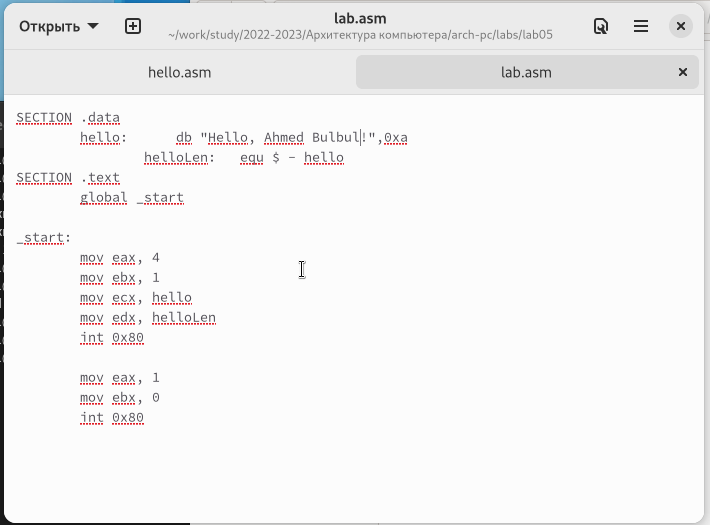 Открыть
lab.asm
~/work/study/2022-2023/Архитектура компьютера/arch-pc/labs/lab05
hello.asm
lab.asm
SECTION .data
hello: db "Hello, Ahmed Bulbul!",0xa
helloLen: equ $ - hello
SECTION .text
global _start
_start:
mov eax, 4
mov ebx, 1
mov ecx, hello
mov edx, helloLen
int 0x80
mov eax, 1
mov ebx, 0
int 0x80